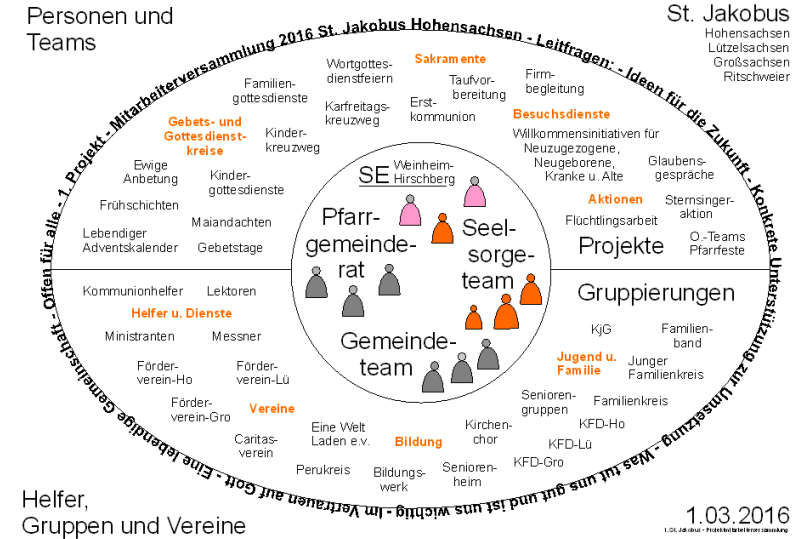 Personen und
Teams
St. Jakobus
Hohensachsen
Lützelsachsen
Großsachsen
Ritschweier
Offen für alle - 1. Projekt - Mitarbeiterversammlung 2016 St. Jakobus Hohensachsen - Leitfragen: - Ideen für die Zukunft - Konkrete Unterstützung zur Umsetzung - Was tut uns gut und ist uns wichtig - Im Vertrauen auf Gott - Eine lebendige Gemeinschaft -
Sakramente
Wortgottes-
dienstfeiern
Familien-
gottesdienste
Taufvor-
bereitung
Firm-
begleitung
Karfreitags-
kreuzweg
Erst-
kommunion
Gebets- und
Gottesdienst-
kreise
Kinder-
kreuzweg
Besuchsdienste
Willkommensinitiativen für
Neuzugezogene,
Neugeborene,
Kranke u. Alte
Glaubens-
gespräche
Ewige
Anbetung
Kinder-
gottesdienste
Frühschichten
Maiandachten
Lebendiger
Adventskalender
Gebetstage
Aktionen
Sternsinger-
aktion
Flüchtlingsarbeit
Projekte
O.-Teams
Pfarrfeste
SE Weinheim-
Hirschberg
Pfarr-
gemeinde-
rat
Seel-
sorge-
team
Gemeinde-
team
Kommunionhelfer
Lektoren
Helfer u. Dienste
Ministranten
Messner
Förder-
verein-Ho
Förder-
verein-Lü
Förder-
verein-Gro
Vereine
Caritas-
verein
Eine Welt
Laden e.v.
Perukreis
Bildung
Bildungs-
werk
Kirchen-
chor
Senioren-
heim
Gruppierungen
KjG
Familien-
band
Jugend u.
Familie
Junger
Familienkreis
Senioren-
gruppen
Familienkreis
KFD-Ho
KFD-Lü
KFD-Gro
Helfer,
Gruppen und Vereine
1.03.2016